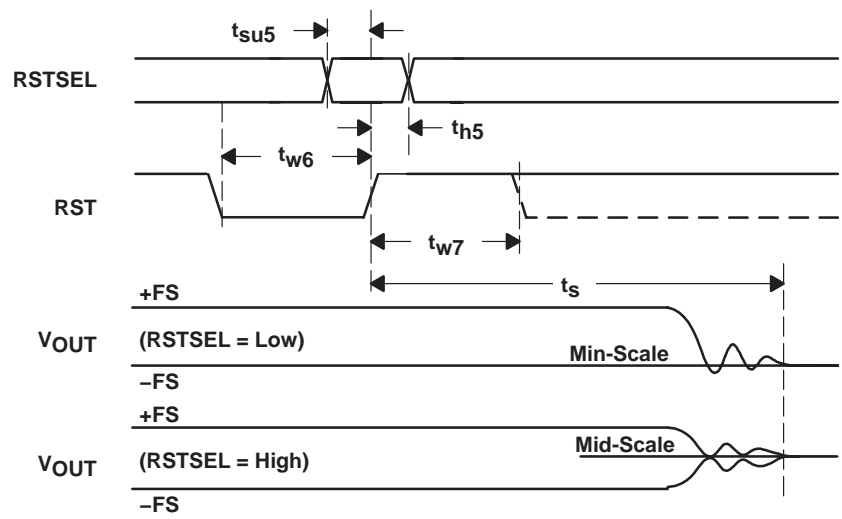 tsu5
RSTSEL
th5
tw6
RST
tw7
ts
+FS
VOUT
(RSTSEL = Low)
Min-Scale
−FS
+FS
Mid-Scale
VOUT
(RSTSEL = High)
−FS